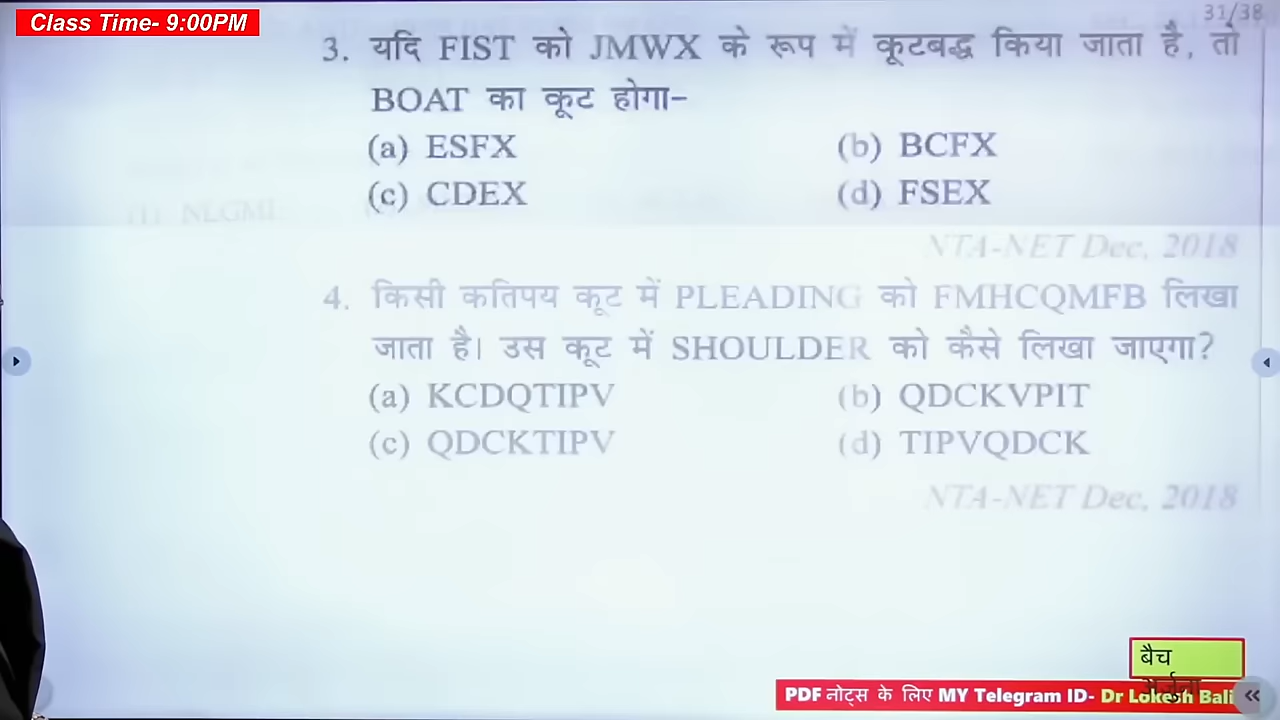 Class Time- 9:00PM
31/38
3. यदि FIST को JMWX के रूप में कूटबद्ध किया जाता है, तो
BOAT का कूट होगा–
(a) ESFX (b) BCFX
(c) CDEX (d) FSEX
NTA-NET Dec, 2018
4. किसी कतिपय कूट में PLEADING को FMHCQMFB लिखा
जाता है। उस कूट में SHOULDER को कैसे लिखा जाएगा?
(a) KCDQTIPV (b) QDCKVPIT
(c) QDCKTIPV (d) TIPVQDCK
NTA-NET Dec, 2018
बैच
अर्जुना
PDF नोट्स के लिए MY Telegram ID- Dr Lokesh Bali